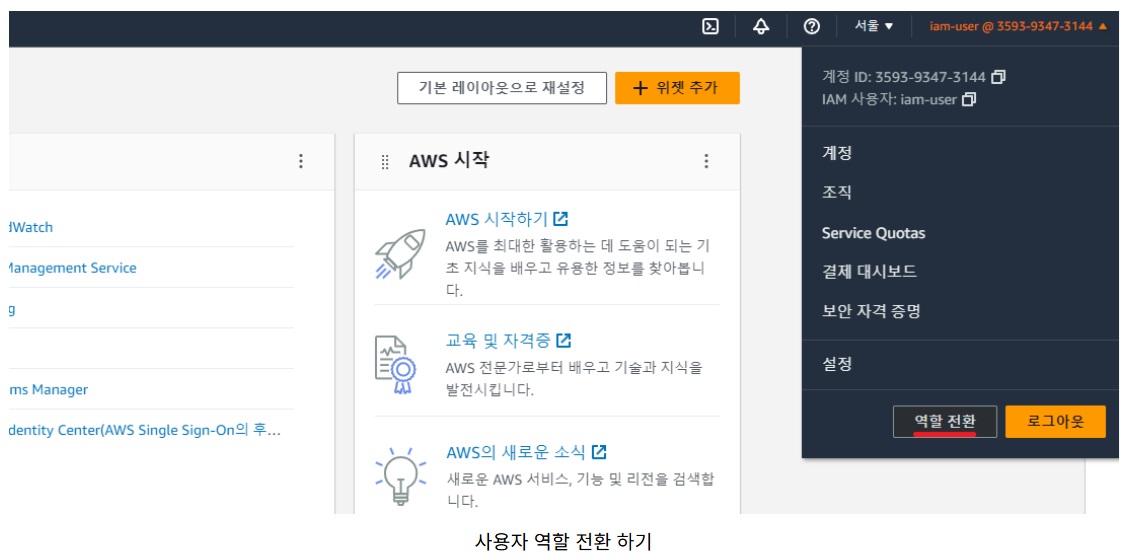 서울 ▼
iam-user @ 3593-9347-3144 ▲
기본 레이아웃으로 재설정
+ 위젯 추가
계정 ID: 3593-9347-3144
IAM 사용자: iam-user
계정
조직
Service Quotas
결제 대시보드
보안 자격 증명
설정
역할 전환
로그아웃
dWatch
Management Service
g
ms Manager
dentity Center(AWS Single Sign-On의 후...
AWS 시작
AWS 시작하기
AWS를 최대한 활용하는 데 도움이 되는 기
초 지식을 배우고 유용한 정보를 찾아봅니
다.
교육 및 자격증
AWS 전문가로부터 배우고 기술과 지식을
발전시킵니다.
AWS의 새로운 소식
새로운 AWS 서비스, 기능 및 리전을 검색합
니다.
사용자 역할 전환 하기